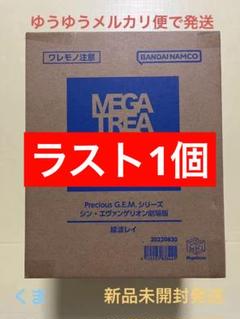 ゆうゆうメルカリ便で発送
ワレモノ注意
BANDAI NAMCO
MEGA
TREA
ラスト1個
Precious G.E.M.シリーズ
シン・エヴァンゲリオン劇場版
綾波レイ
20220830
MegaHouse
くま
新品未開封発送